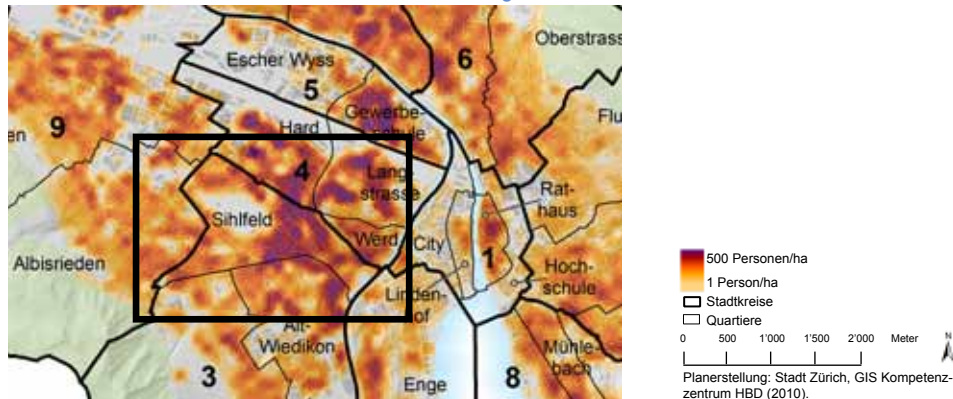 Oberstrass
Escher Wyss
6
5
Gewerbe-
schule
Flu
9
en
Hard
4
Lang-
strasse
Rat-
haus
Sihlfeld
Werd
City
1
Albisrieden
Hoch-
schule
Linden-
hof
Alt-
Wiedikon
Mühle-
bach
3
Enge
8
500 Personen/ha
1 Person/ha
Stadtkreise
Quartiere
0 500 1'000 1'500 2'000 Meter
N
Planerstellung: Stadt Zürich, GIS Kompetenz-
zentrum HBD (2010).